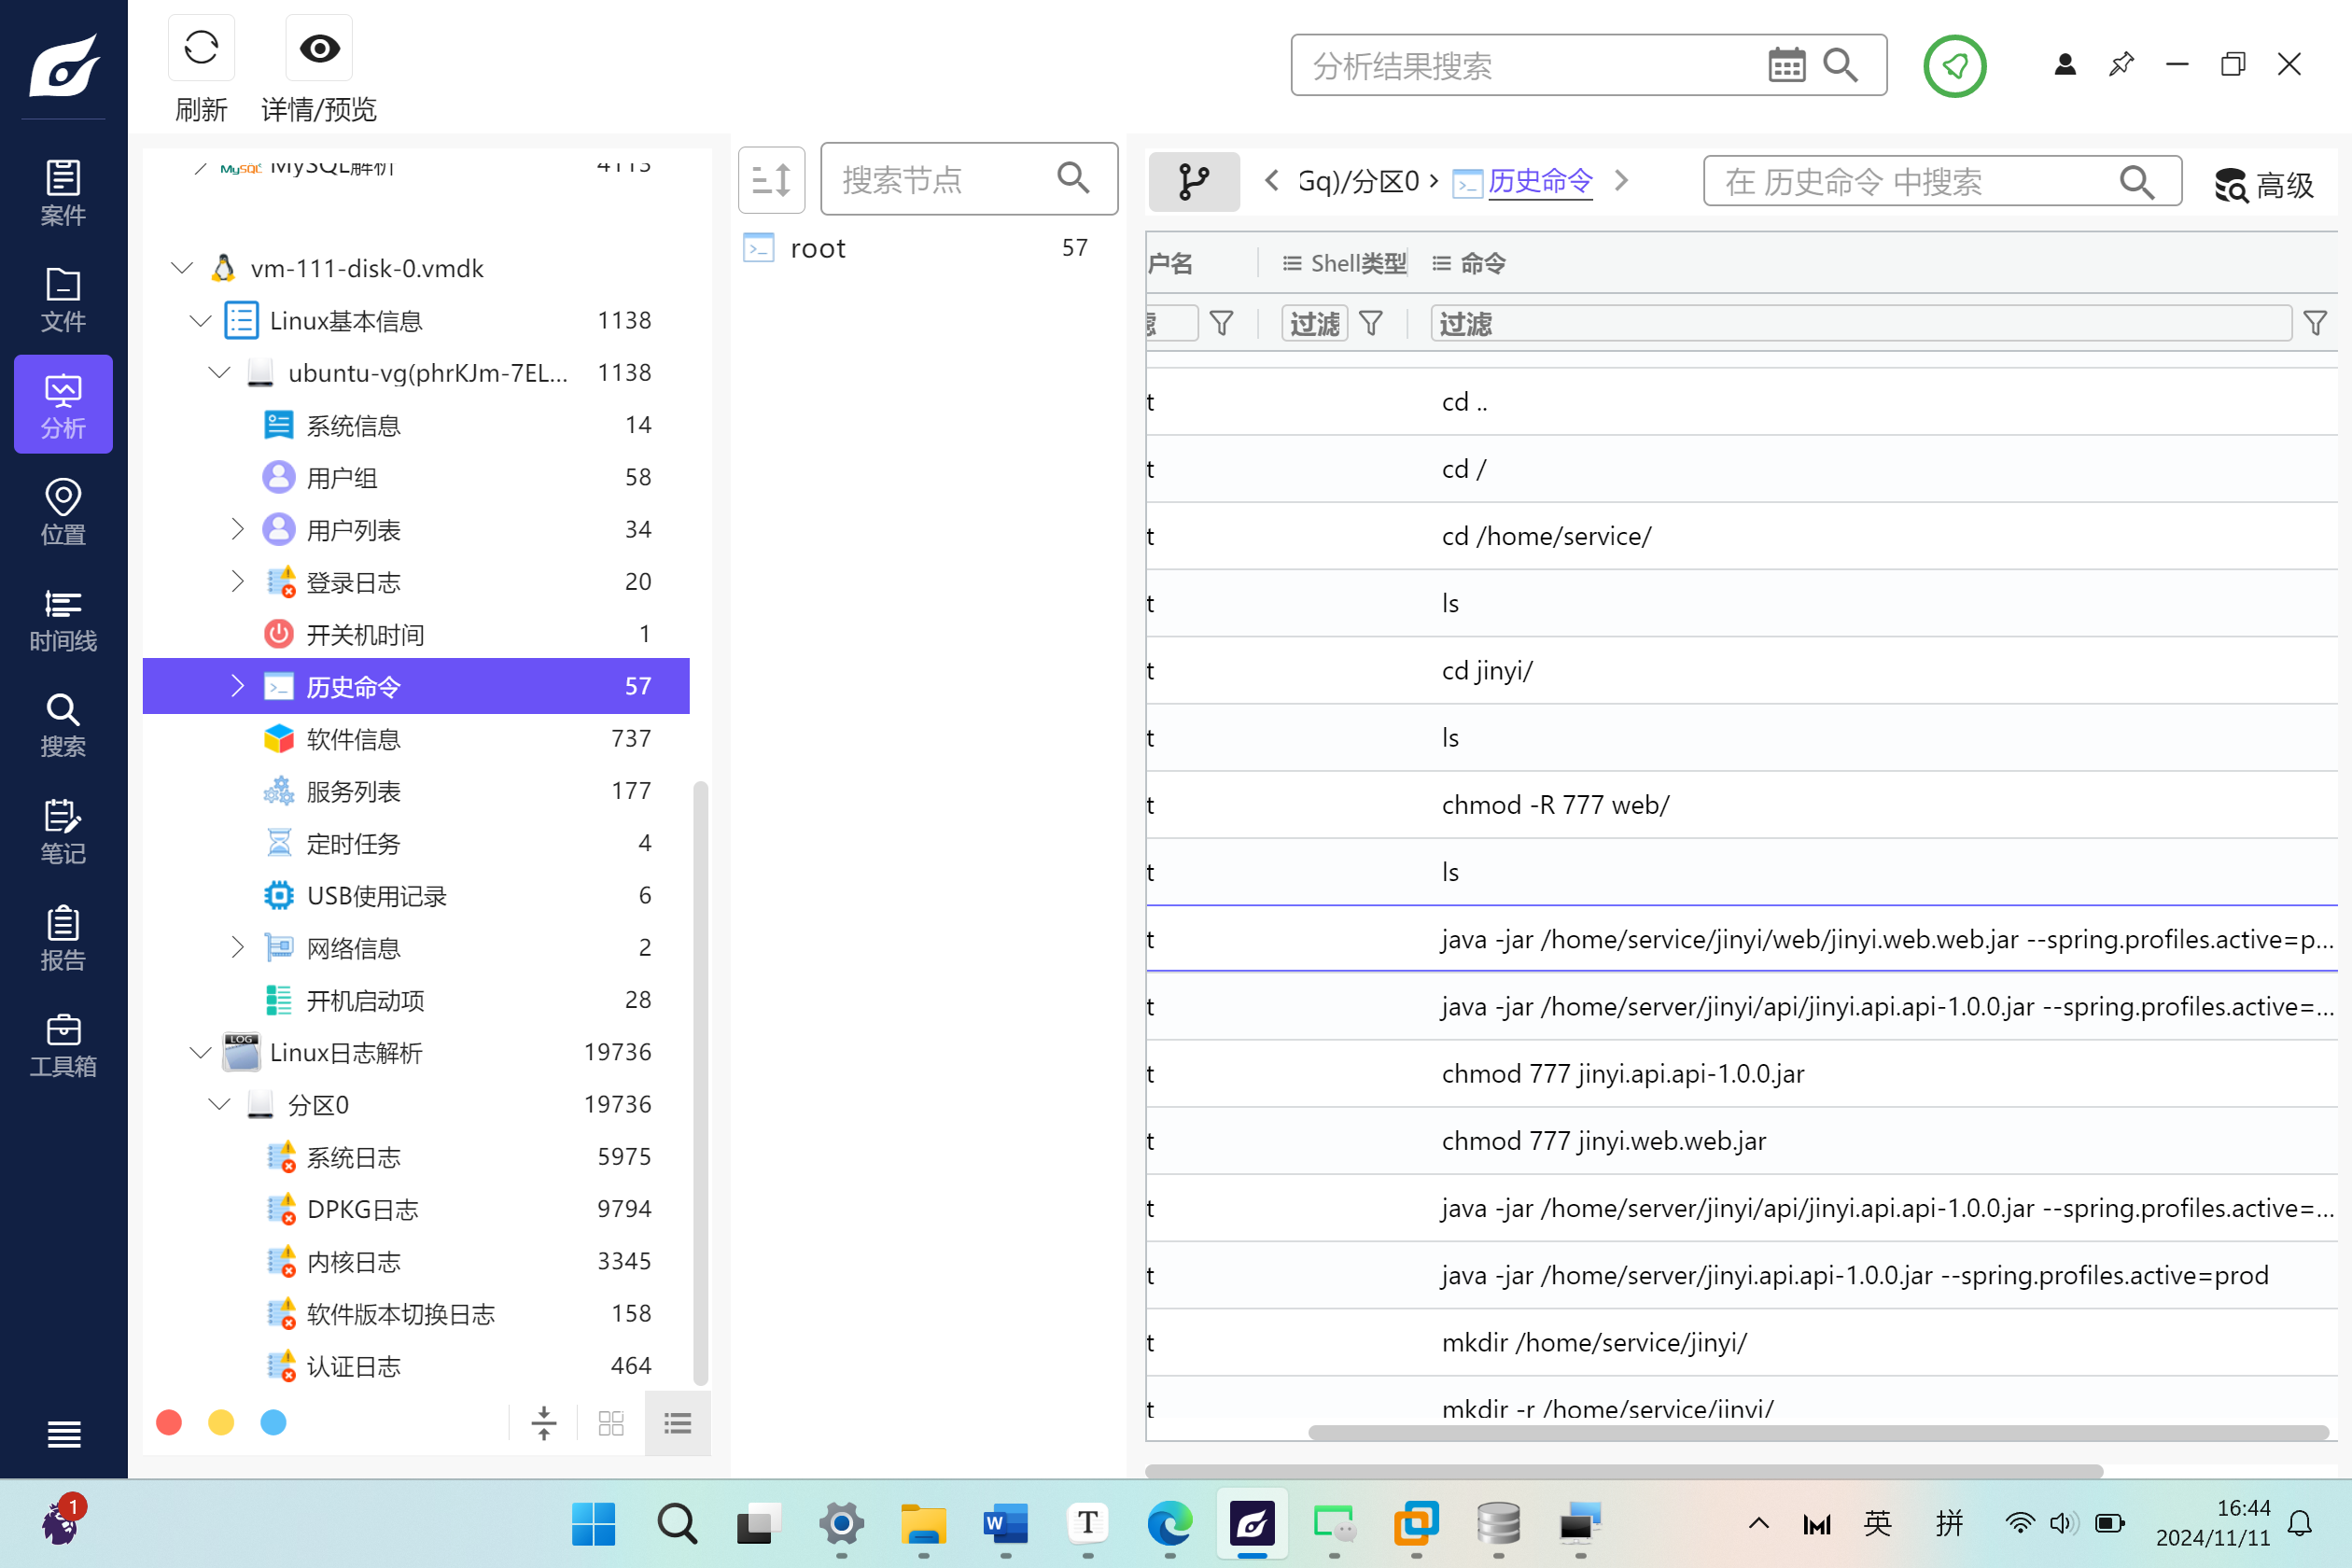 刷新
详情/预览
分析结果搜索
案件
文件
分析
位置
时间线
搜索
笔记
报告
工具箱
MySQL解析 4113
vm-111-disk-0.vmdk
Linux基本信息 1138
ubuntu-vg(phrKJm-7EL... 1138
系统信息 14
用户组 58
用户列表 34
登录日志 20
开关机时间 1
历史命令 57
软件信息 737
服务列表 177
定时任务 4
USB使用记录 6
网络信息 2
开机启动项 28
Linux日志解析 19736
分区0 19736
系统日志 5975
DPKG日志 9794
内核日志 3345
软件版本切换日志 158
认证日志 464
搜索节点
root 57
Gq)/分区0 › 历史命令
在 历史命令 中搜索
高级
户名 Shell类型 命令
过滤 过滤
t cd ..
t cd /
t cd /home/service/
t ls
t cd jinyi/
t ls
t chmod -R 777 web/
t ls
t java -jar /home/service/jinyi/web/jinyi.web.web.jar --spring.profiles.active=p...
t java -jar /home/server/jinyi/api/jinyi.api.api-1.0.0.jar --spring.profiles.active=...
t chmod 777 jinyi.api.api-1.0.0.jar
t chmod 777 jinyi.web.web.jar
t java -jar /home/server/jinyi/api/jinyi.api.api-1.0.0.jar --spring.profiles.active=...
t java -jar /home/server/jinyi.api.api-1.0.0.jar --spring.profiles.active=prod
t mkdir /home/service/jinyi/
t mkdir -r /home/service/jinyi/
1
英
拼
16:44
2024/11/11